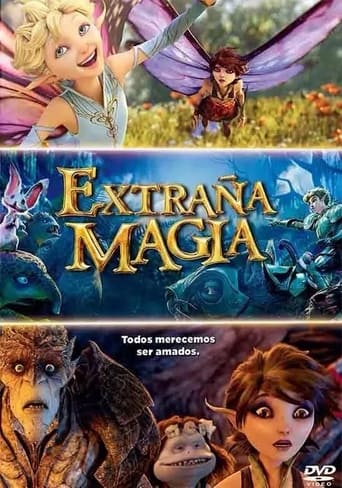 EXTRAÑA
MAGIA
Todos merecemos
ser amados.
DVD
VIDEO